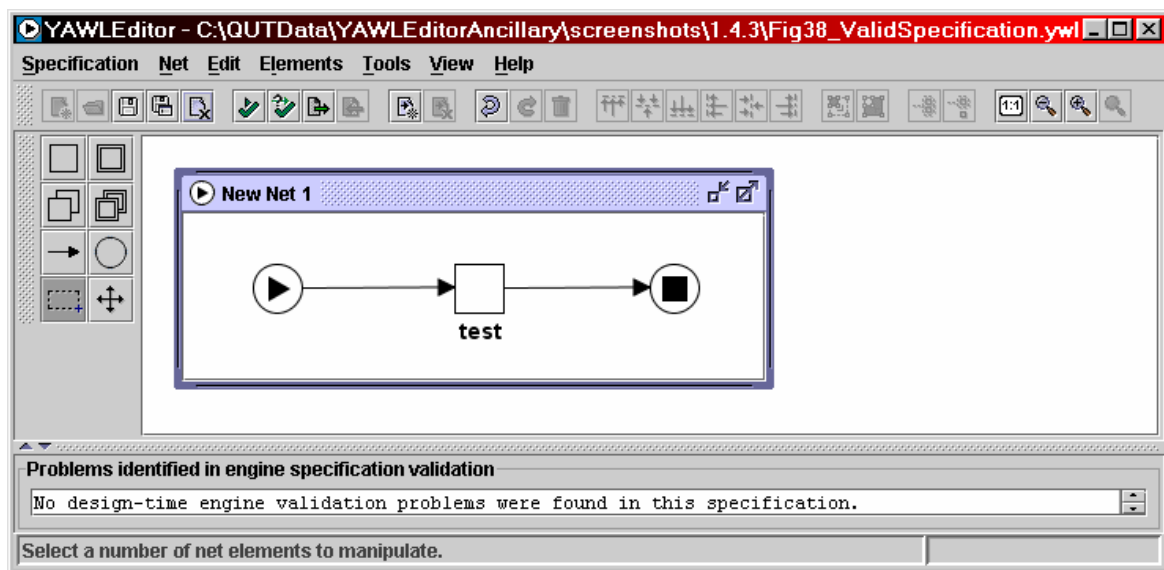 YAWLEditor - C:\QUTData\YAWLEditorAncillary\screenshots\1.4.3\Fig38_ValidSpecification.ywl
Specification Net Edit Elements Tools View Help
1:1
New Net 1
test
Problems identified in engine specification validation
No design-time engine validation problems were found in this specification.
Select a number of net elements to manipulate.